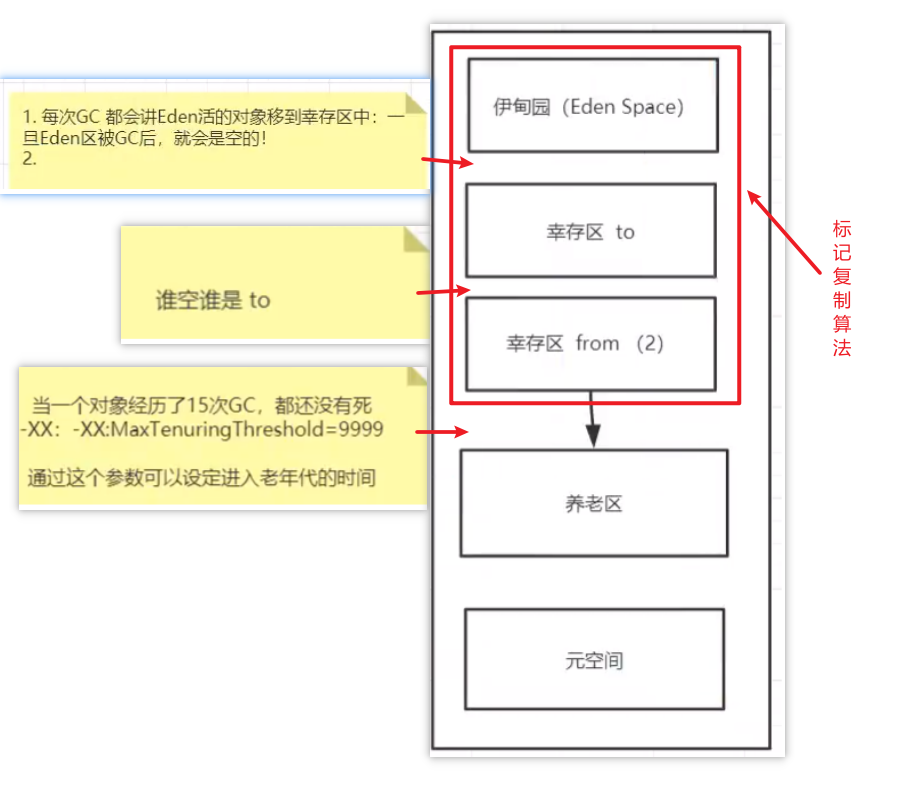 1. 每次GC 都会讲Eden活的对象移到幸存区中：一
旦Eden区被GC后，就会是空的！
2.
谁空谁是 to
当一个对象经历了15次GC，都还没有死
-XX：-XX:MaxTenuringThreshold=9999
通过这个参数可以设定进入老年代的时间
伊甸园（Eden Space）
幸存区 to
幸存区 from （2）
养老区
元空间
标记复制算法